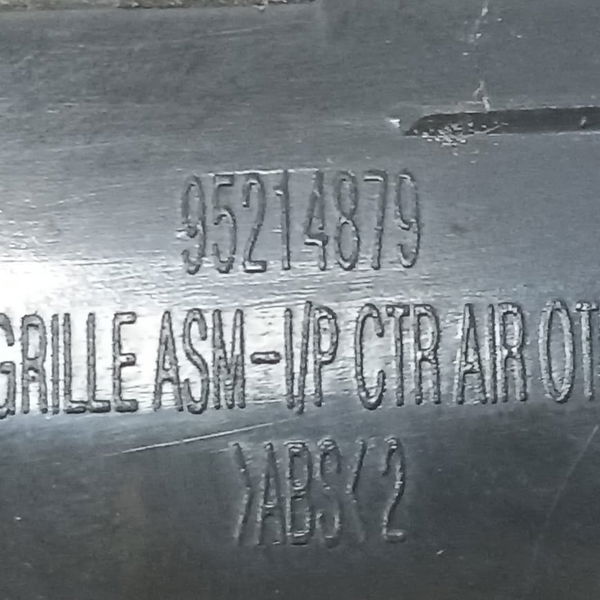 95214879
GRILLE ASM-I/P CTR AIR OT
>ABS< 2